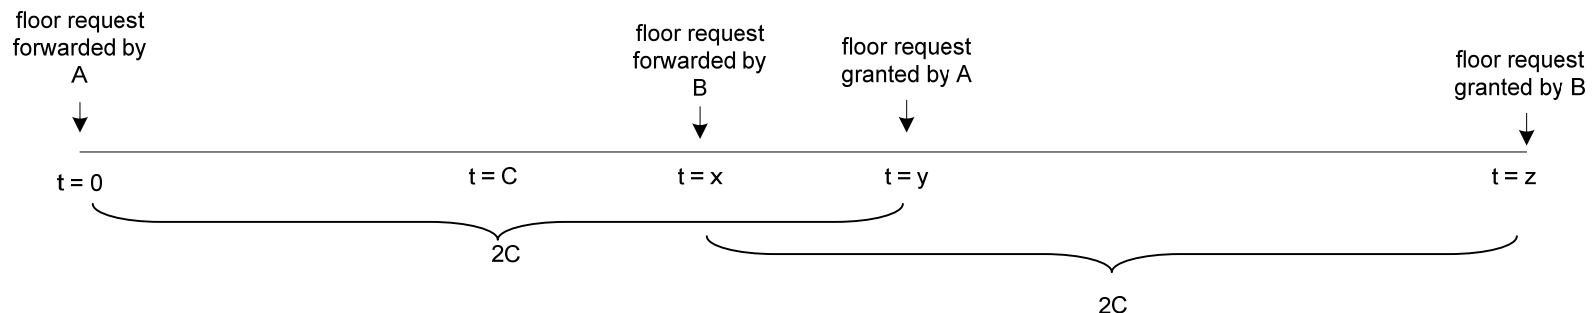 floor request
forwarded by
A
floor request
forwarded by
B
floor request
granted by A
floor request
granted by B
t = 0
t = C
t = x
t = y
t = z
2C
2C